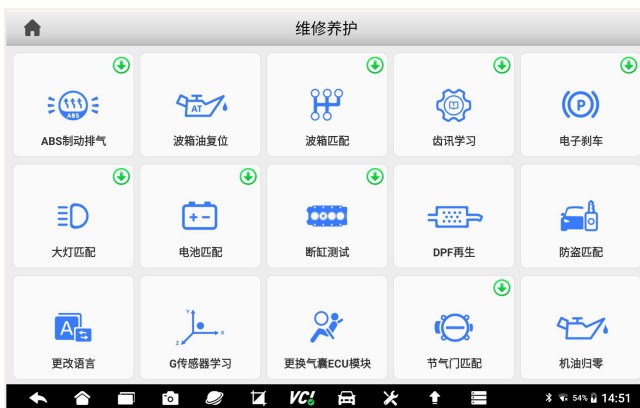 维修养护
ABS
ABS制动排气
AT
波箱油复位
波箱匹配
齿讯学习
P
电子刹车
大灯匹配
电池匹配
断缸测试
DPF再生
防盗匹配
A
更改语言
Y
X
Z
G传感器学习
更换气囊ECU模块
节气门匹配
机油归零
VCI
54%
14:51